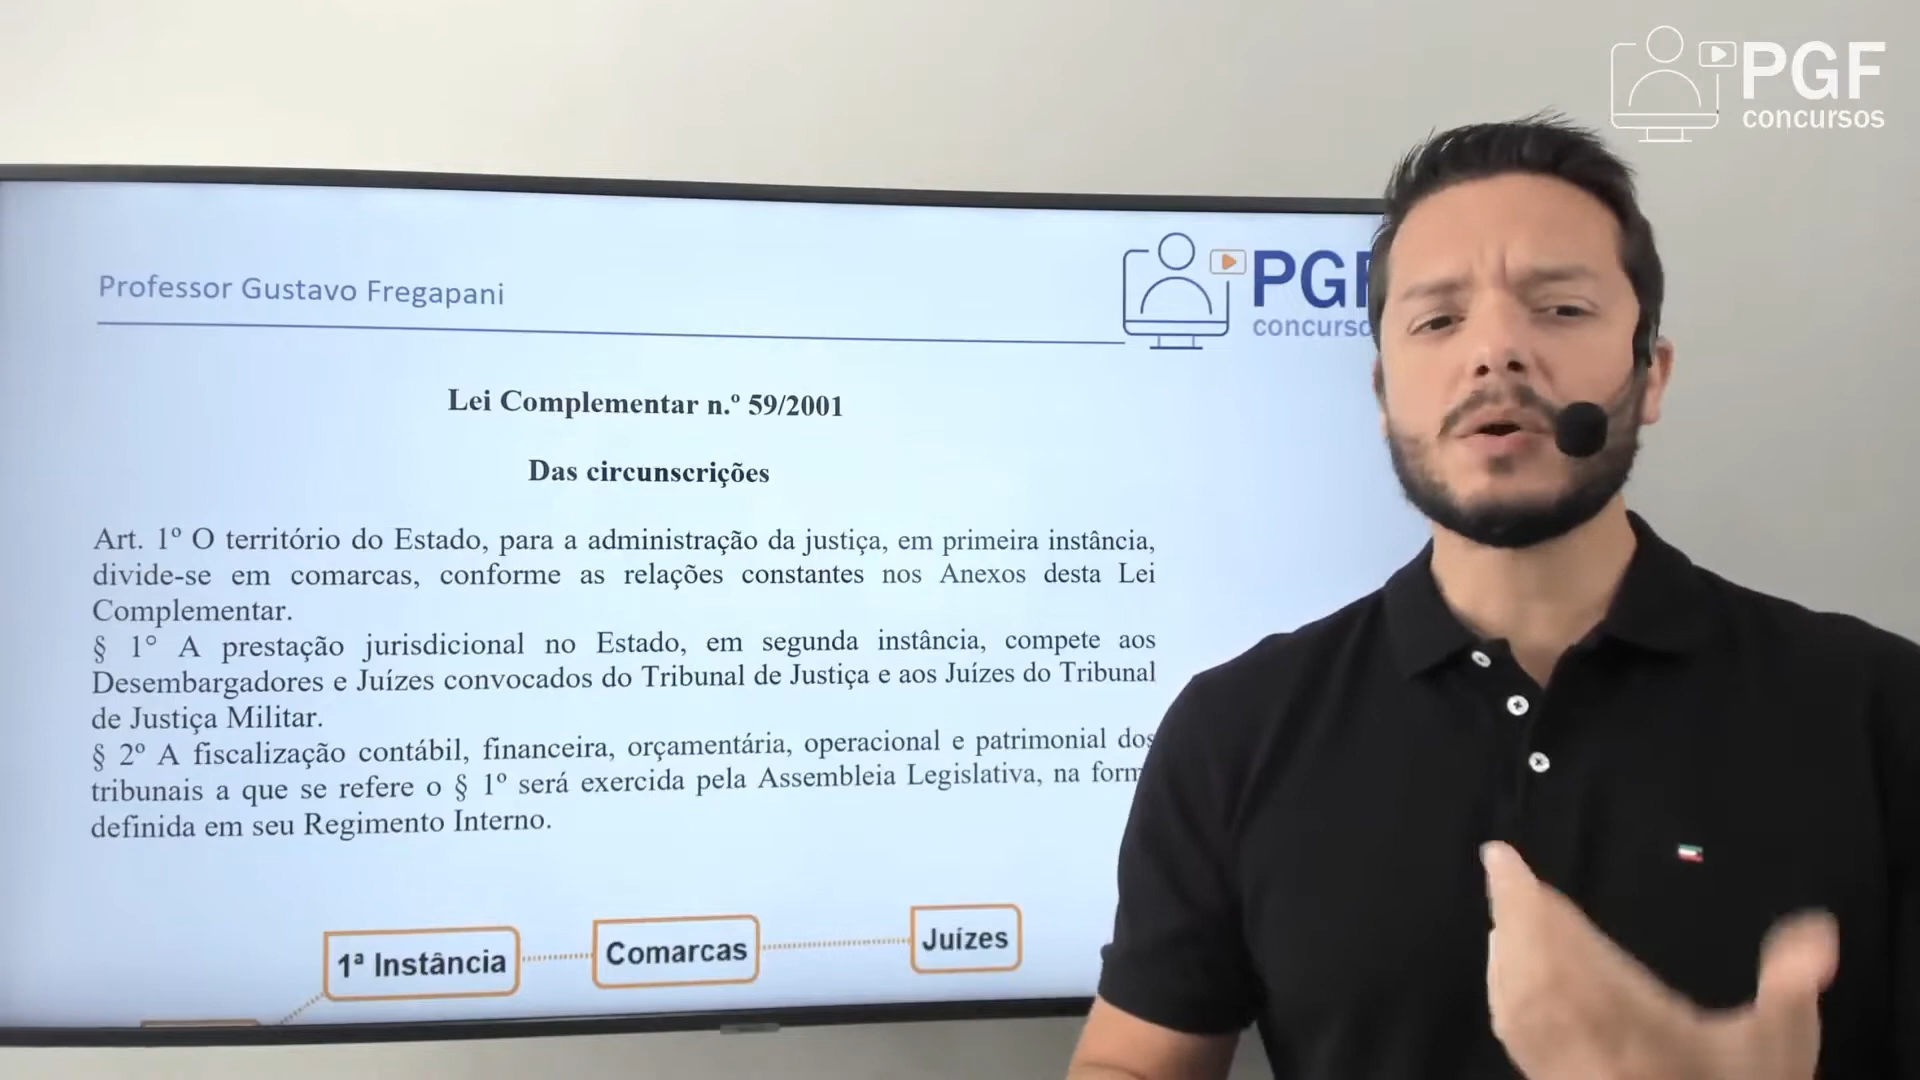 PGF
concursos
Professor Gustavo Fregapani
PGF
concurso
Lei Complementar n.º 59/2001
Das circunscrições
Art. 1º O território do Estado, para a administração da justiça, em primeira instância,
divide-se em comarcas, conforme as relações constantes nos Anexos desta Lei
Complementar.
§ 1° A prestação jurisdicional no Estado, em segunda instância, compete aos
Desembargadores e Juízes convocados do Tribunal de Justiça e aos Juízes do Tribunal
de Justiça Militar.
§ 2º A fiscalização contábil, financeira, orçamentária, operacional e patrimonial dos
tribunais a que se refere o § 1º será exercida pela Assembleia Legislativa, na form
definida em seu Regimento Interno.
1ª Instância
Comarcas
Juízes